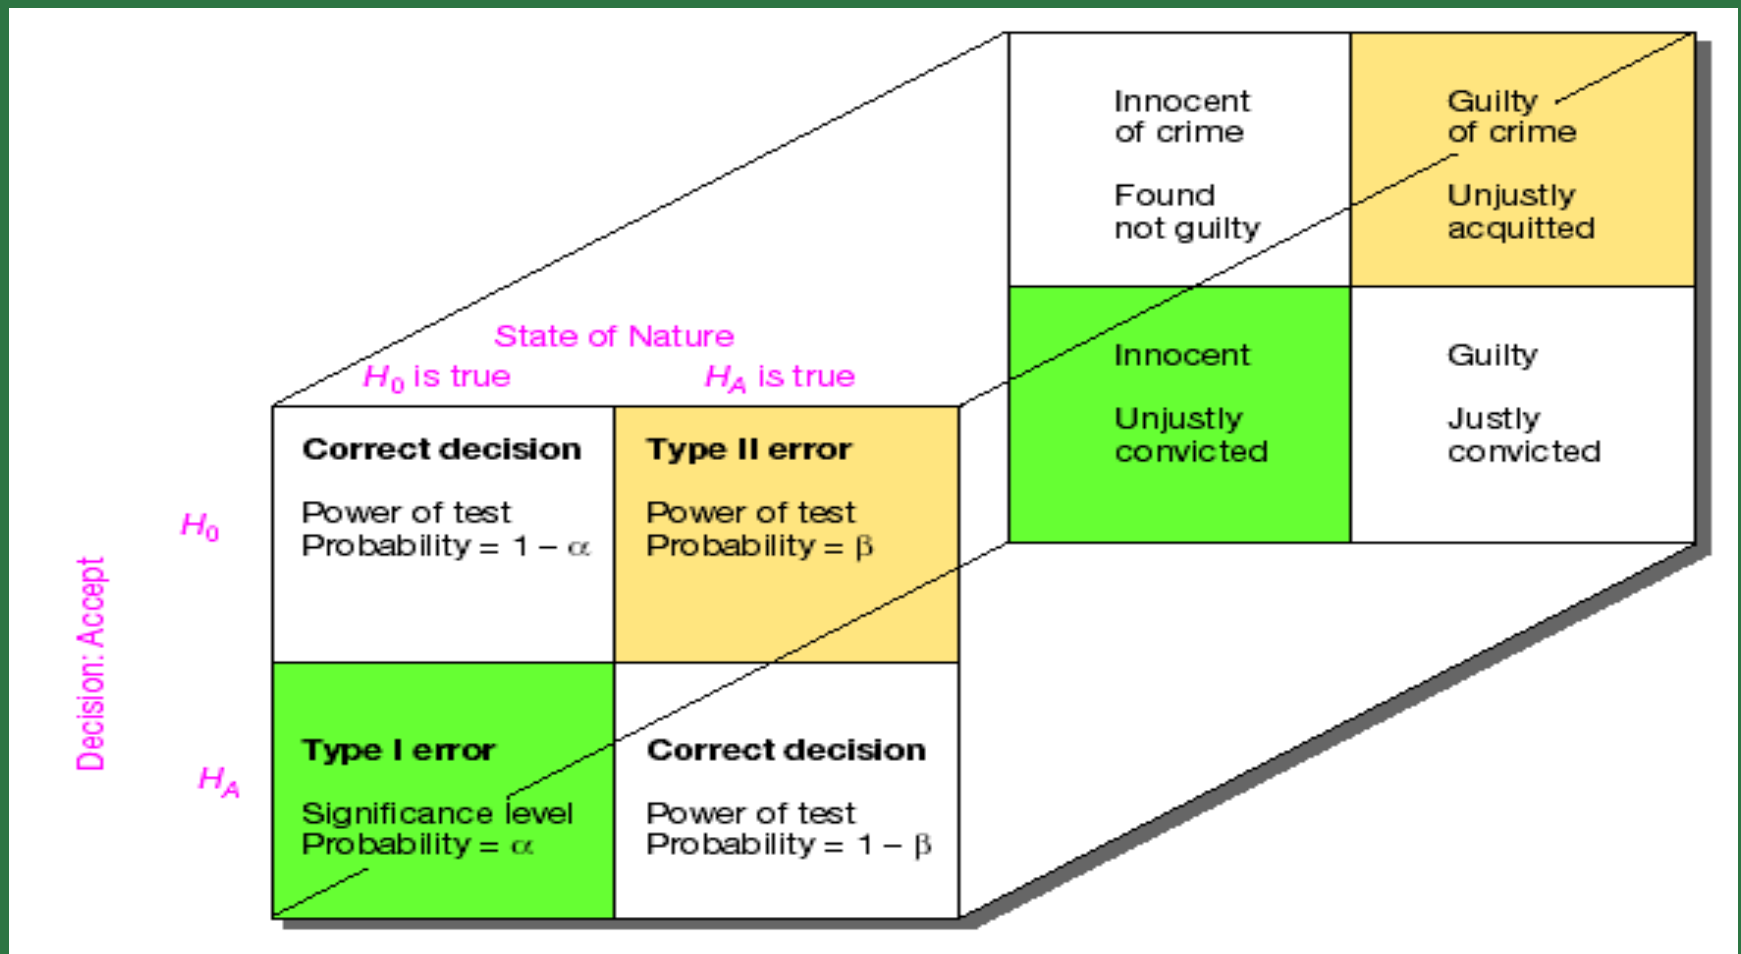 Innocent
of crime
Found
not guilty
Guilty
of crime
Unjustly
acquitted
Innocent
Unjustly
convicted
Guilty
Justly
convicted
State of Nature
H0 is true
HA is true
Decision: Accept
H0
Correct decision
Power of test
Probability = 1 – α
Type II error
Power of test
Probability = β
HA
Type I error
Significance level
Probability = α
Correct decision
Power of test
Probability = 1 – β